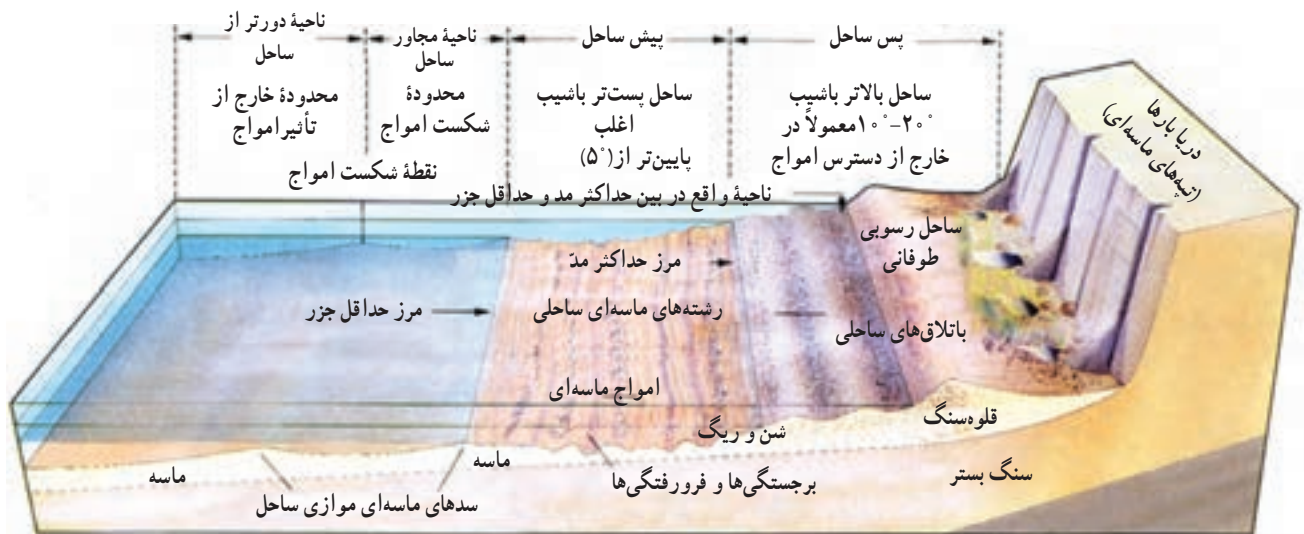 پس ساحل
پیش ساحل
ناحیهٔ مجاور
ساحل
ناحیهٔ دورتر از
ساحل
ساحل بالاتر باشیب
۱۰°-۲۰° معمولاً در
خارج از دسترس امواج
ساحل پست‌تر باشیب
اغلب
پایین‌تر از(۵°)
محدودهٔ
شکست امواج
محدودهٔ خارج از
تأثیر امواج
نقطهٔ شکست امواج
ناحیهٔ واقع در بین حداکثر مد و حداقل جزر
دریا بارها
(تپه‌های ماسه‌ای)
ساحل رسوبی
طوفانی
مرز حداکثر مدّ
مرز حداقل جزر
رشته‌های ماسه‌ای ساحلی
باتلاق‌های ساحلی
امواج ماسه‌ای
قلوه‌سنگ
شن و ریگ
ماسه
ماسه
برجستگی‌ها و فرورفتگی‌ها
سنگ بستر
سدهای ماسه‌ای موازی ساحل